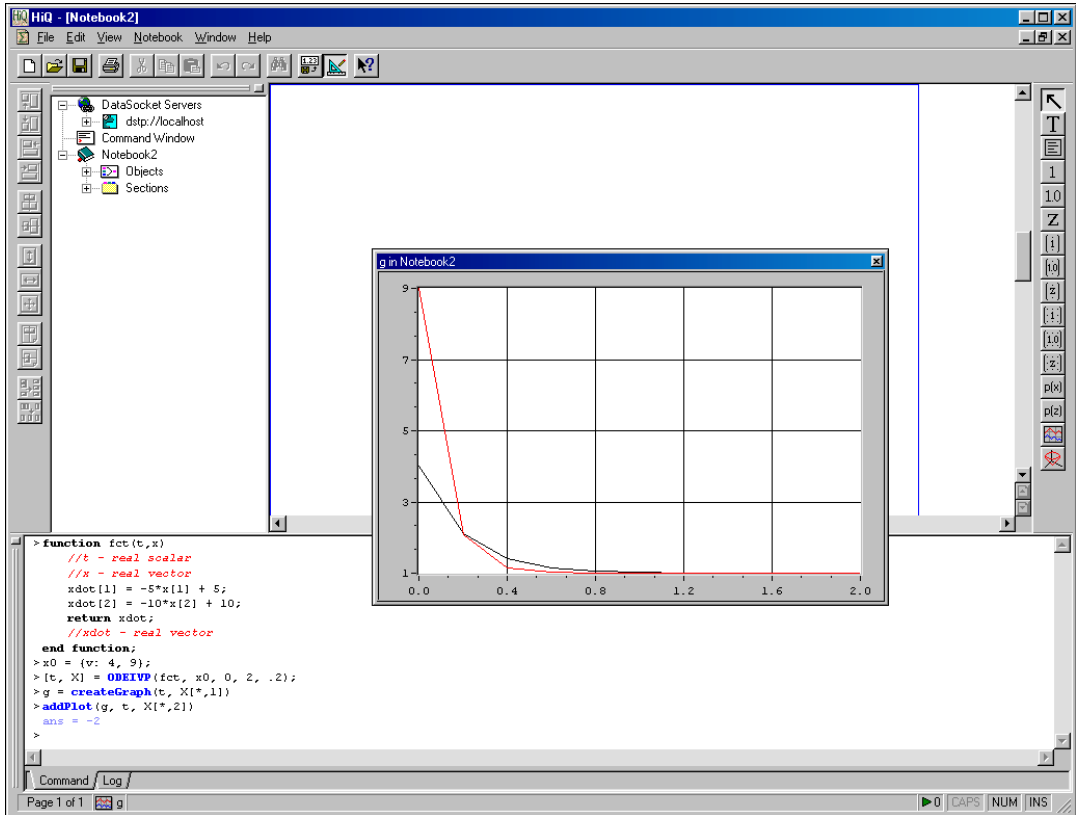 HiQ - [Notebook2]
File Edit View Notebook Window Help
DataSocket Servers
dstp://localhost
Command Window
Notebook2
Objects
Sections
T
1
1.0
Z
[i]
[1.0]
[z]
[:i:]
[1.0]
[:z:]
p(x)
p(z)
g in Notebook2
9
7
5
3
1
0.0 0.4 0.8 1.2 1.6 2.0
>function fct(t,x)
//t - real scalar
//x - real vector
xdot[1] = -5*x[1] + 5;
xdot[2] = -10*x[2] + 10;
return xdot;
//xdot - real vector
end function;
>x0 = {v: 4, 9};
>[t, X] = ODEIVP(fct, x0, 0, 2, .2);
>g = createGraph(t, X[*,1])
>addPlot(g, t, X[*,2])
ans = -2
>
Command / Log
Page 1 of 1 g 0 CAPS NUM INS